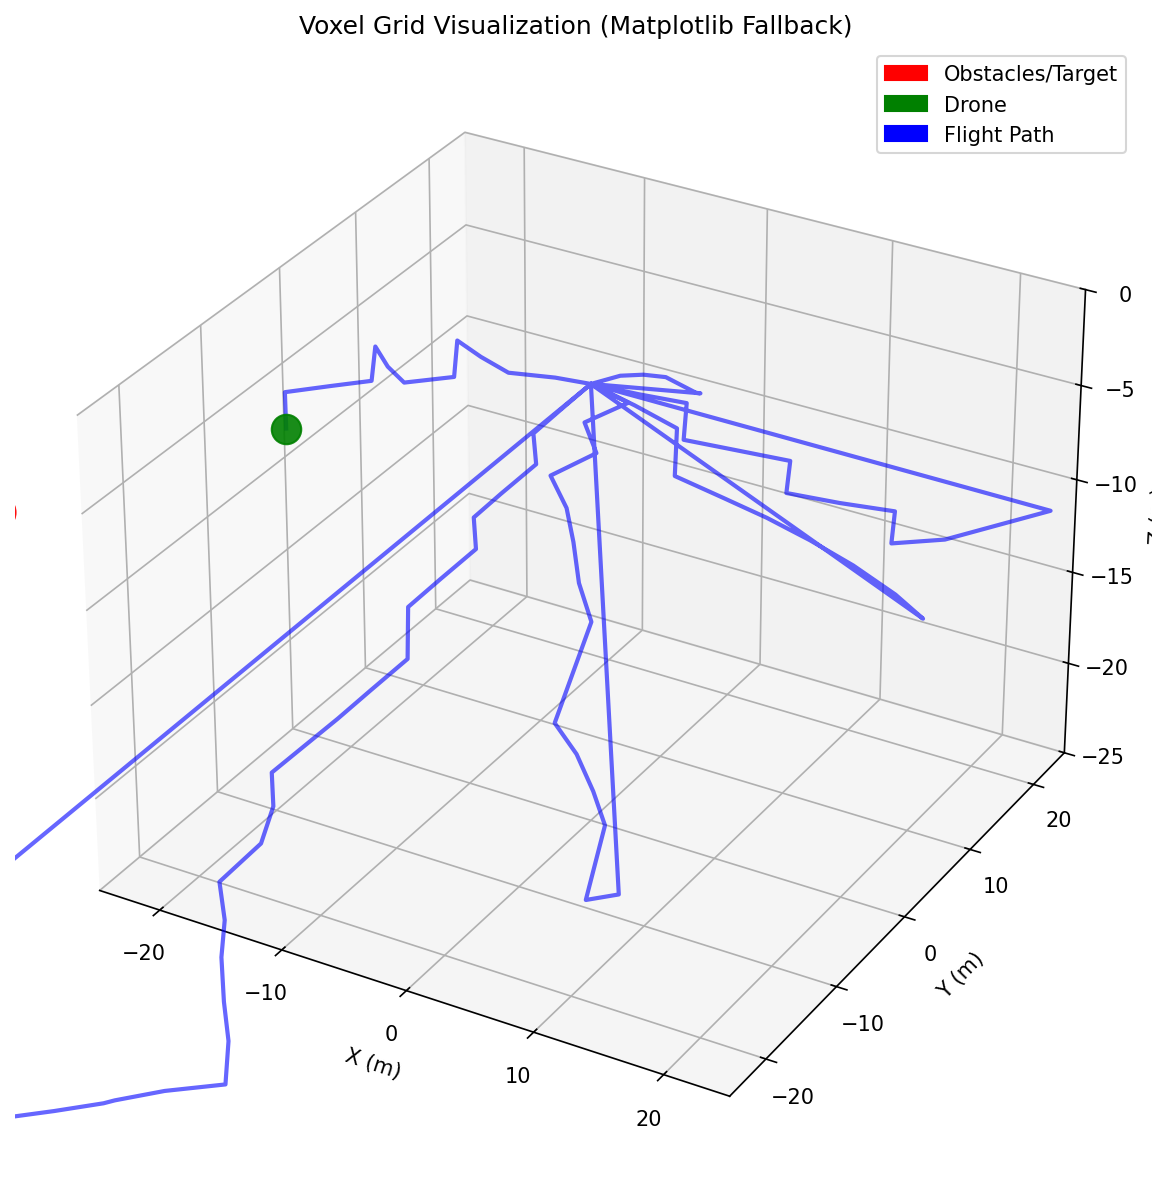 Voxel Grid Visualization (Matplotlib Fallback)
Obstacles/Target
Drone
Flight Path
0
−5
−10
−15
−20
−25
20
10
0
−10
−20
Y (m)
−20
−10
0
10
20
X (m)